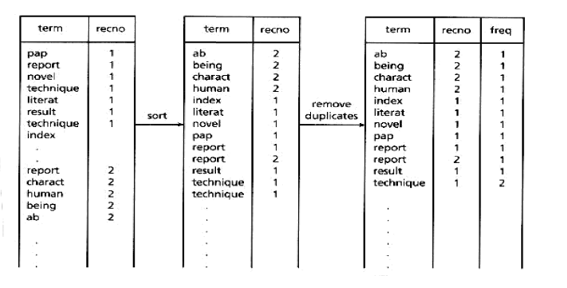 term recno
pap 1
report 1
novel 1
technique 1
literat 1
result 1
technique 1
index
.
.
report 2
charact 2
human 2
being 2
ab 2
.
.
.
sort
term recno
ab 2
being 2
charact 2
human 2
index 1
literat 1
novel 1
pap 1
report 1
report 2
result 1
technique 1
technique 1
.
.
.
.
.
remove
duplicates
term recno freq
ab 2 1
being 2 1
charact 2 1
human 2 1
index 1 1
literat 1 1
novel 1 1
pap 1 1
report 1 1
report 2 1
result 1 1
technique 1 2
.
.
.
.
.